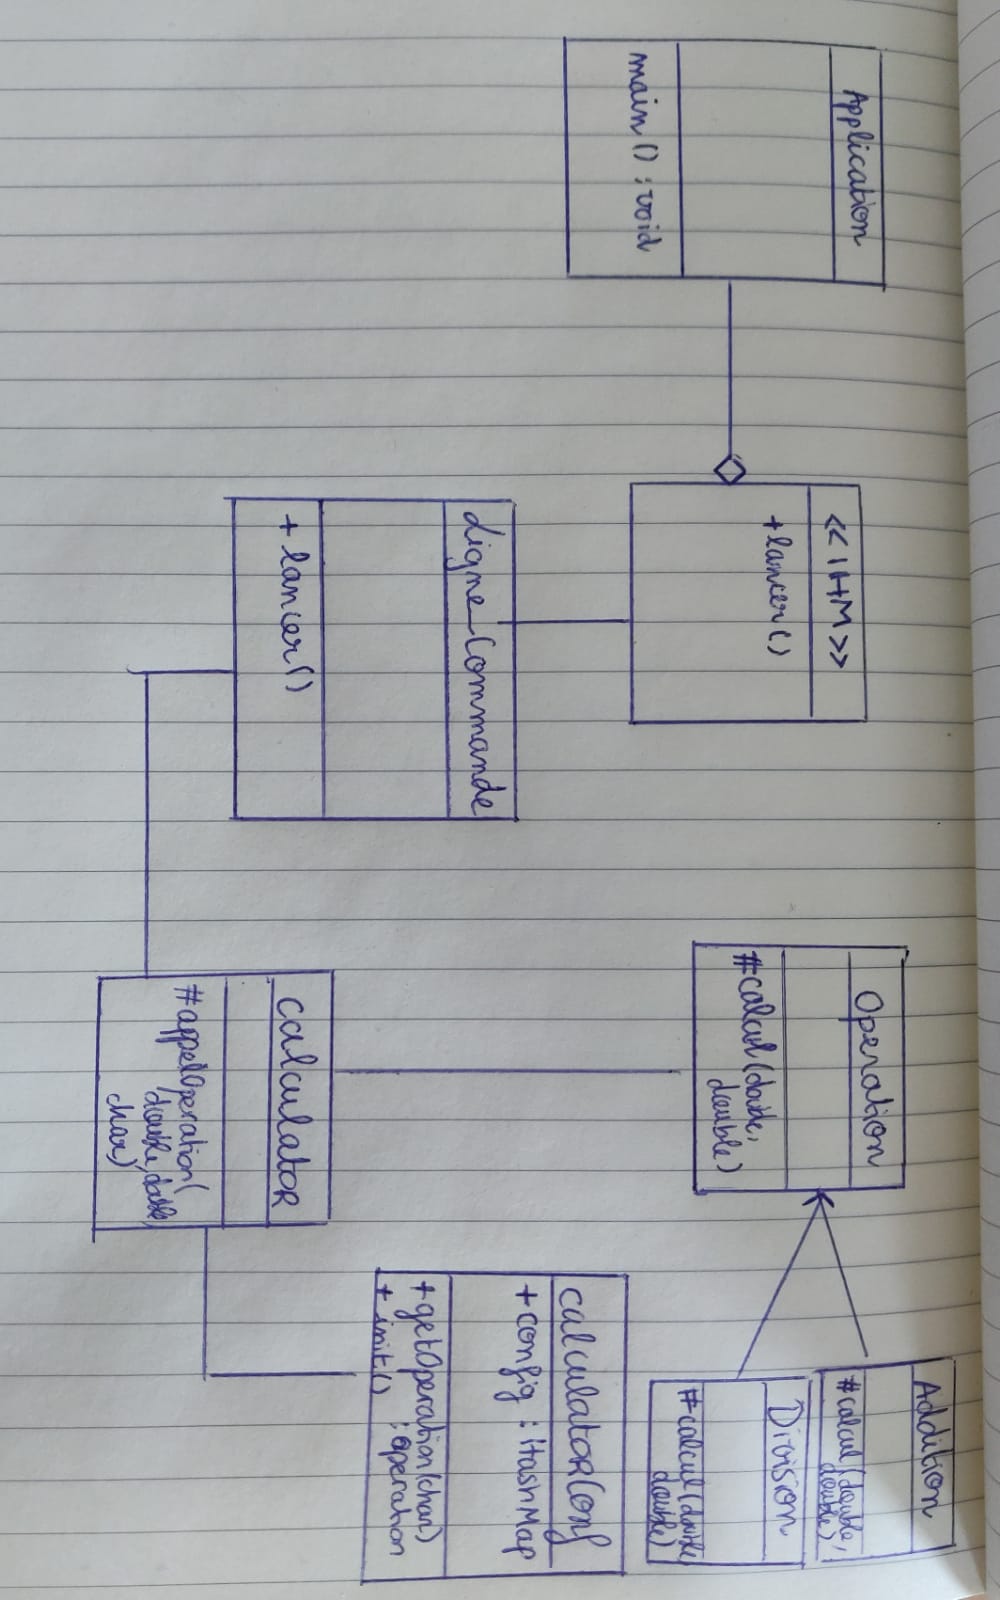 Application
main() : void
<<IHM>>
+ lancer()
Ligne_Commande
+ lancer()
Operation
#calcul(double,
double)
Addition
#calcul(double,
double)
Division
#calcul(double,
double)
calculatoR
#appelOperation(
double, double,
char)
calculatoRConf
+ config : HashMap
+ getOperation(char)
: operation
+ init()